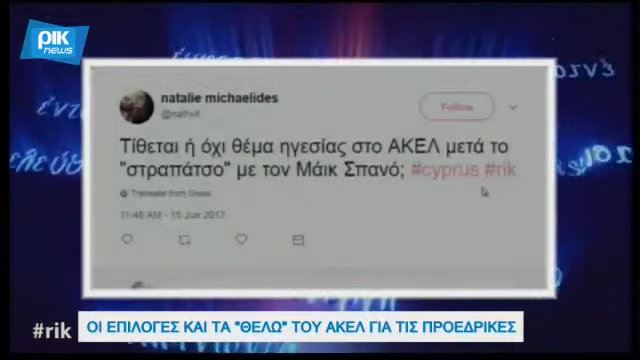 ρικ
news
natalie michaelides
Follow
Τίθεται ή όχι θέμα ηγεσίας στο ΑΚΕΛ μετά το
"στραπάτσο" με τον Μάικ Σπανό; #cyprus #rik
Translate from Greek
11:48 AM - 15 Jun 2017
#rik
ΟΙ ΕΠΙΛΟΓΕΣ ΚΑΙ ΤΑ "ΘΕΛΩ" ΤΟΥ ΑΚΕΛ ΓΙΑ ΤΙΣ ΠΡΟΕΔΡΙΚΕΣ